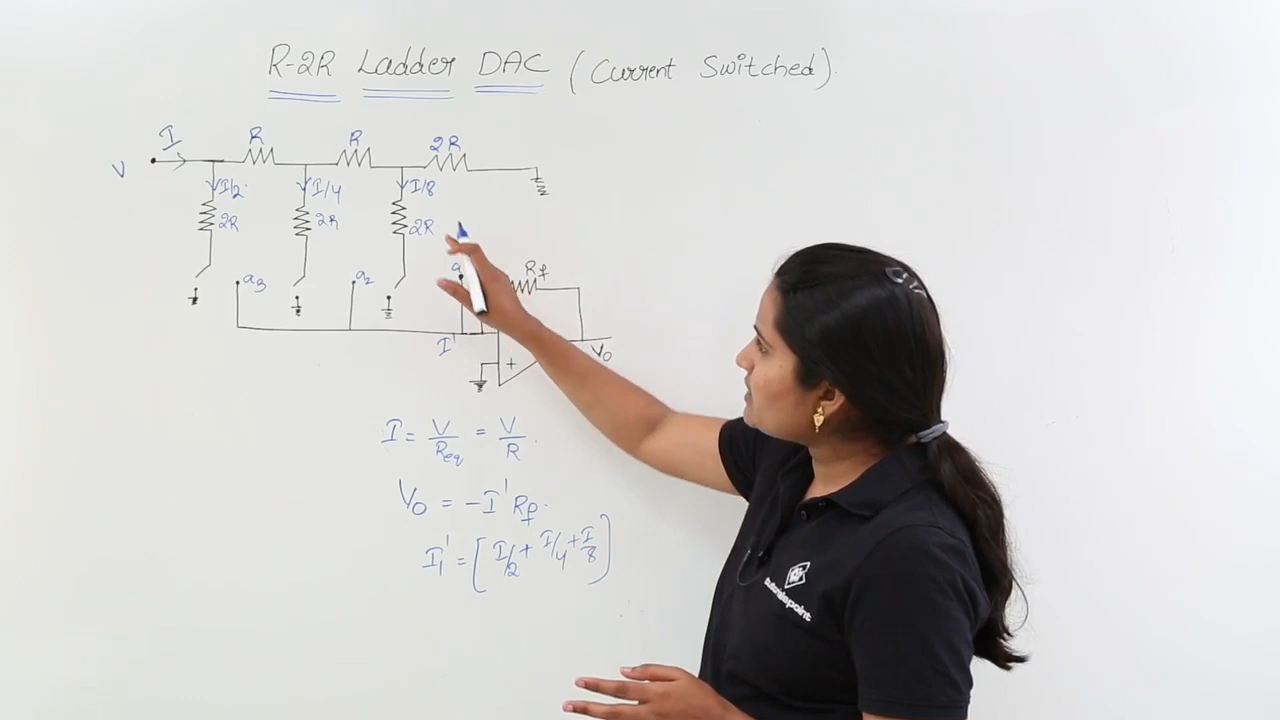 R-2R Ladder DAC (Current Switched).
I R R 2R
V
I/2 I/4 I/8
2R 2R 2R
a3 a2 a Rf
I' Vo
+
I = V/Req = V/R.
Vo = -I' Rf.
I1' = [I/2 + I/4 + I/8]
tutorialspoint